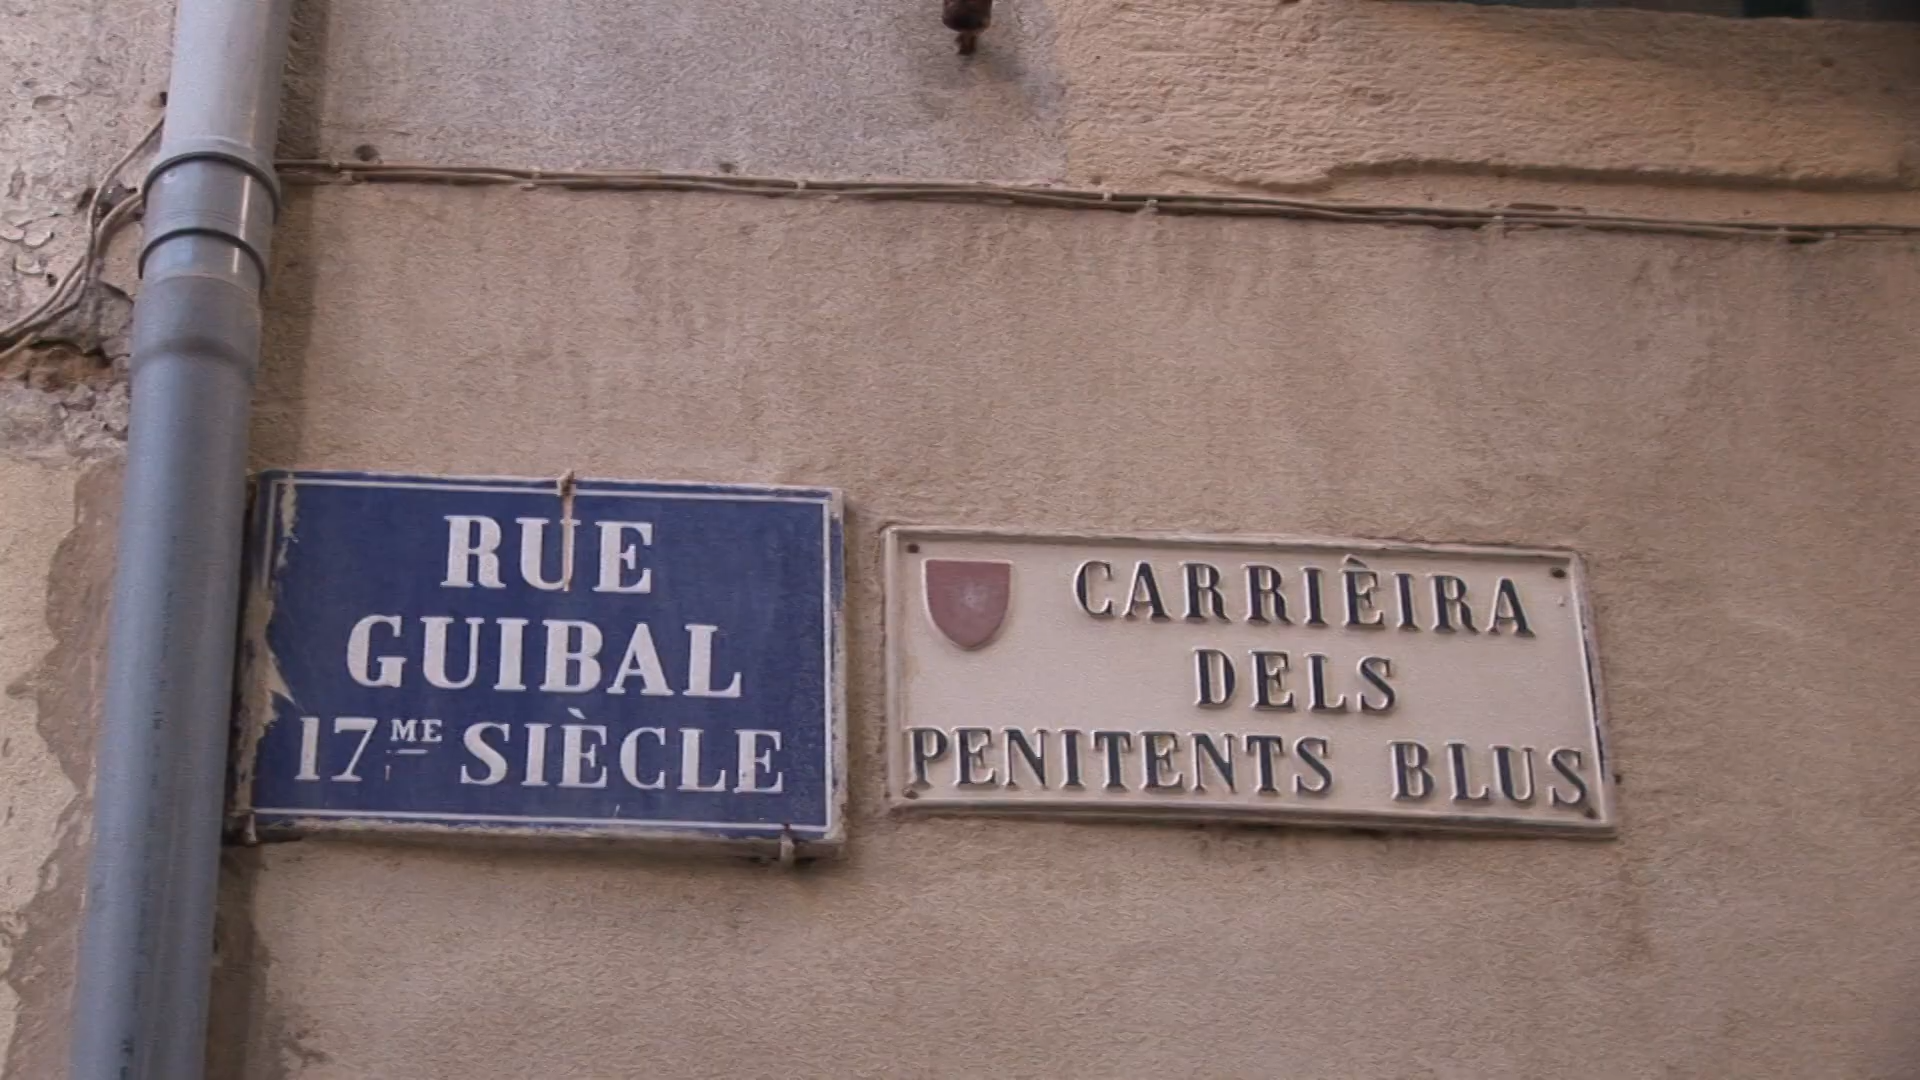 RUE
GUIBAL
17ME SIÈCLE
CARRIÈIRA
DELS
PENITENTS BLUS